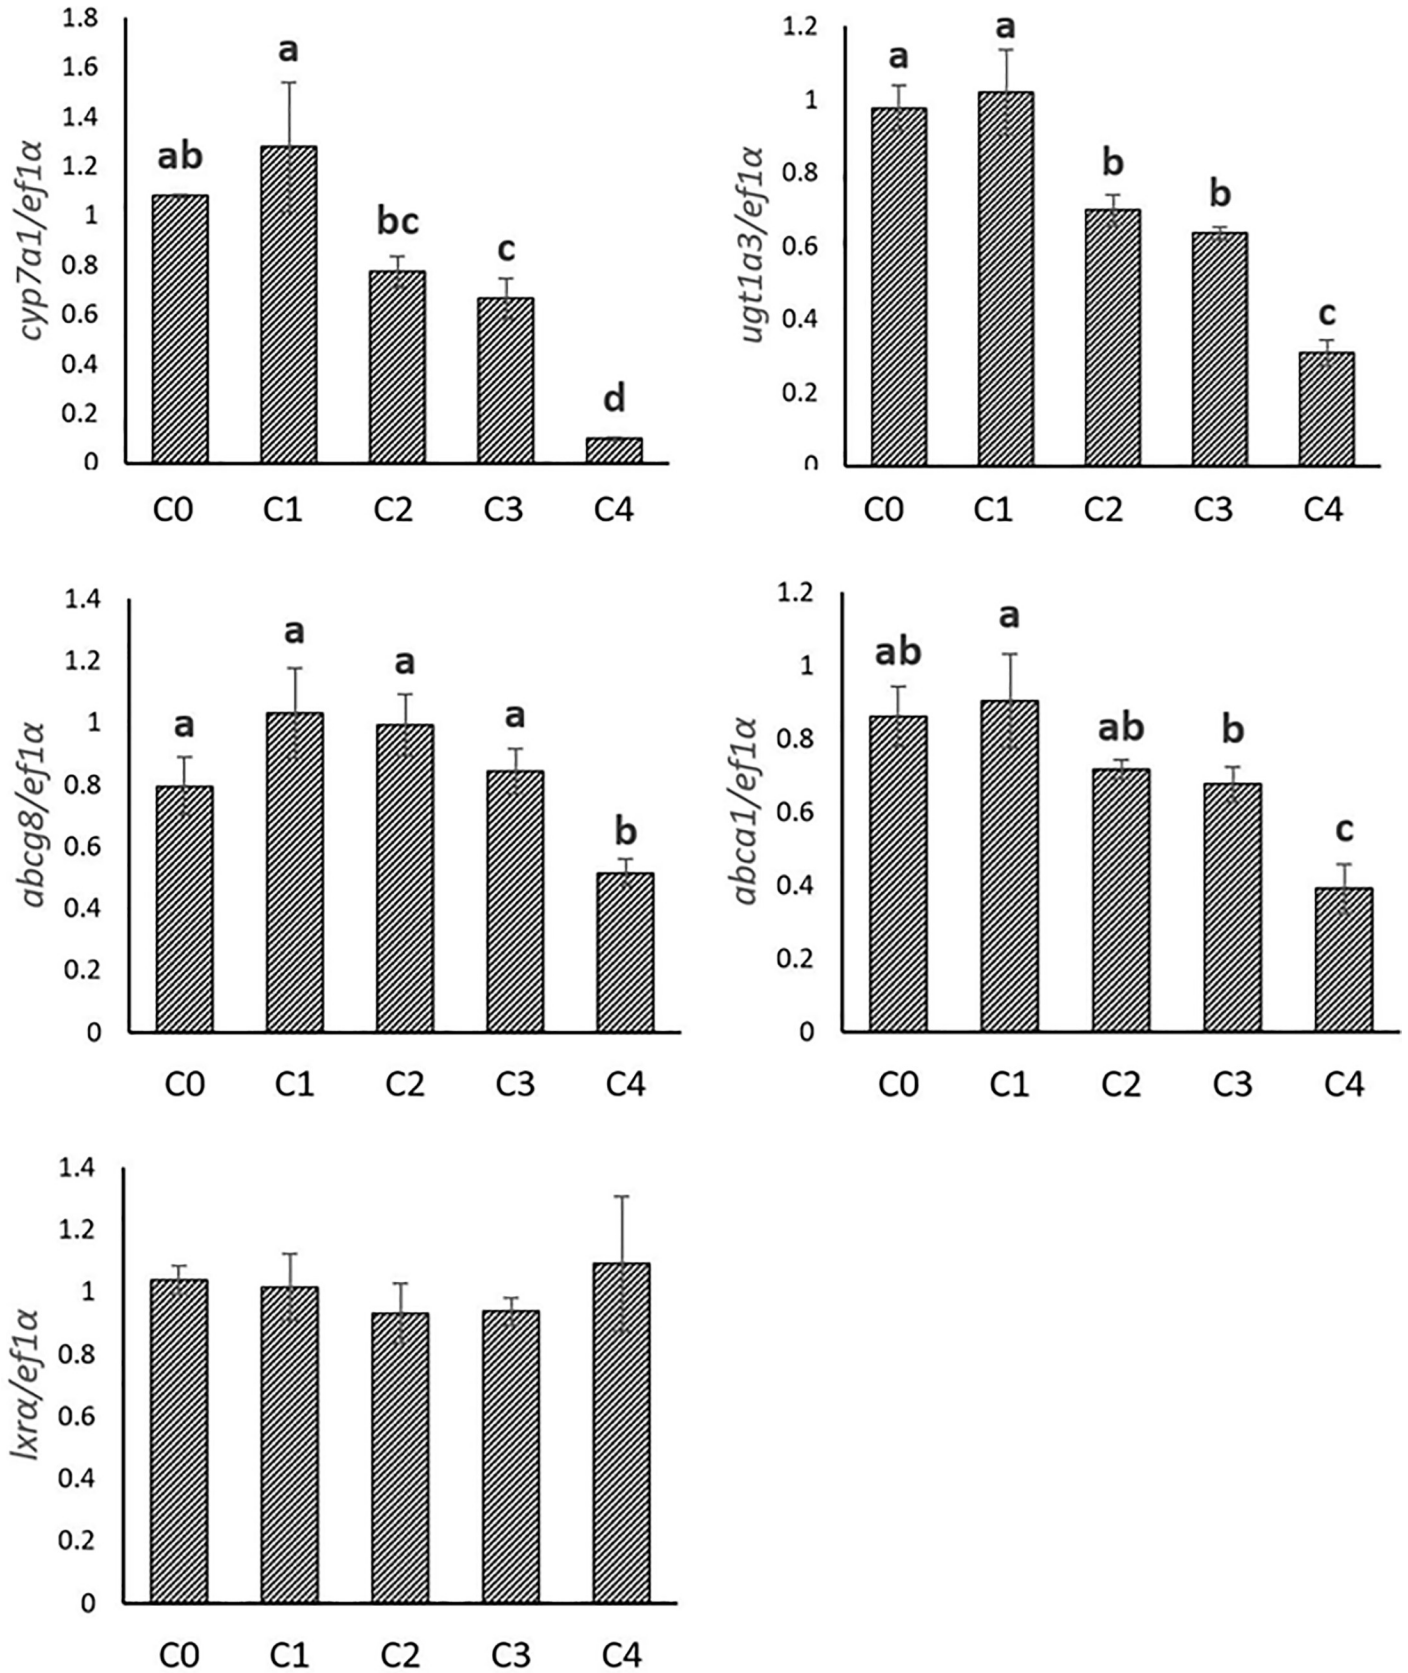 cyp7a1/ef1α
1.8
1.6
1.4
1.2
1
0.8
0.6
0.4
0.2
0
ab
a
bc
c
d
C0 C1 C2 C3 C4
ugt1a3/ef1α
1.2
1
0.8
0.6
0.4
0.2
0
a
a
b
b
c
C0 C1 C2 C3 C4
abcg8/ef1α
1.4
1.2
1
0.8
0.6
0.4
0.2
0
a
a
a
a
b
C0 C1 C2 C3 C4
abca1/ef1α
1.2
1
0.8
0.6
0.4
0.2
0
ab
a
ab
b
c
C0 C1 C2 C3 C4
lxrα/ef1α
1.4
1.2
1
0.8
0.6
0.4
0.2
0
C0 C1 C2 C3 C4